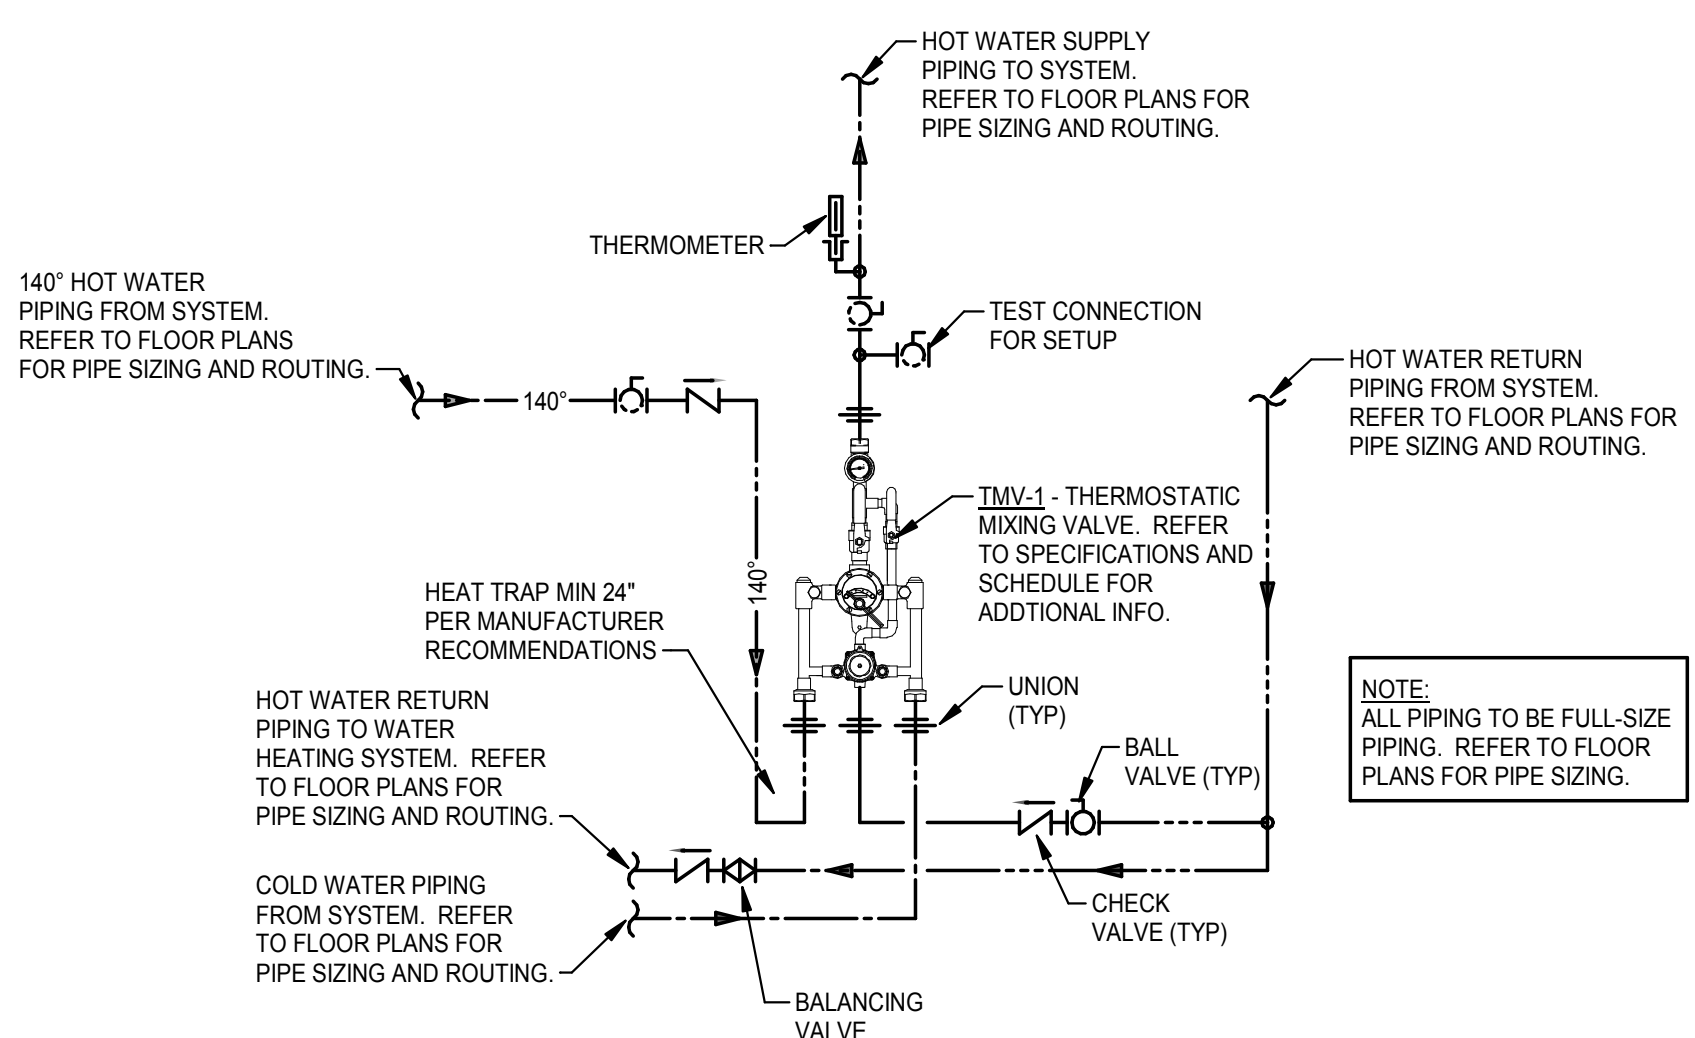 HOT WATER SUPPLY
PIPING TO SYSTEM.
REFER TO FLOOR PLANS FOR
PIPE SIZING AND ROUTING.
THERMOMETER
140° HOT WATER
PIPING FROM SYSTEM.
REFER TO FLOOR PLANS
FOR PIPE SIZING AND ROUTING.
140°
TEST CONNECTION
FOR SETUP
HOT WATER RETURN
PIPING FROM SYSTEM.
REFER TO FLOOR PLANS FOR
PIPE SIZING AND ROUTING.
TMV-1 - THERMOSTATIC
MIXING VALVE. REFER
TO SPECIFICATIONS AND
SCHEDULE FOR
ADDTIONAL INFO.
140°
HEAT TRAP MIN 24"
PER MANUFACTURER
RECOMMENDATIONS
UNION
(TYP)
NOTE:
ALL PIPING TO BE FULL-SIZE
PIPING. REFER TO FLOOR
PLANS FOR PIPE SIZING.
HOT WATER RETURN
PIPING TO WATER
HEATING SYSTEM. REFER
TO FLOOR PLANS FOR
PIPE SIZING AND ROUTING.
BALL
VALVE (TYP)
COLD WATER PIPING
FROM SYSTEM. REFER
TO FLOOR PLANS FOR
PIPE SIZING AND ROUTING.
CHECK
VALVE (TYP)
BALANCING
VALVE